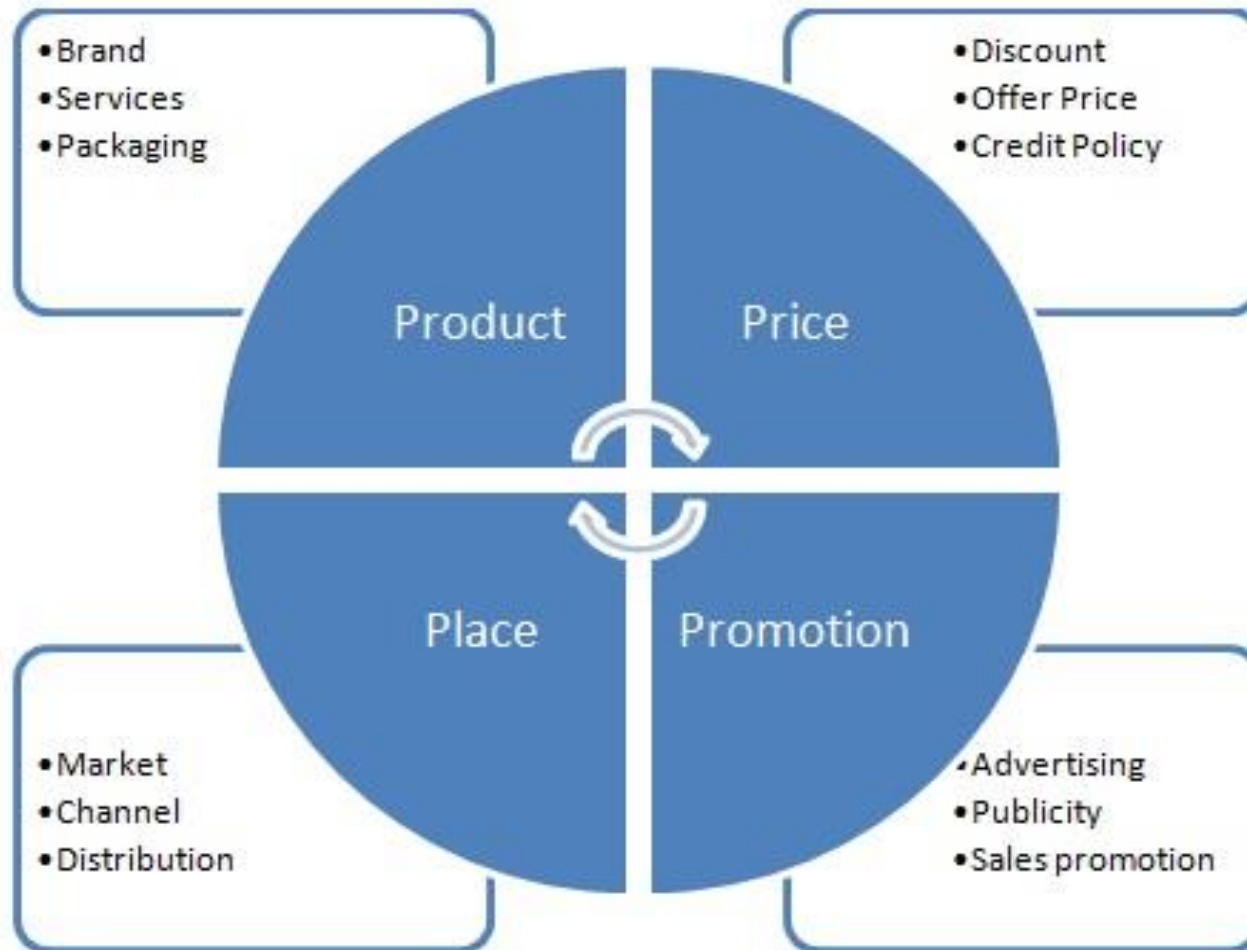 •Brand
•Services
•Packaging
•Discount
•Offer Price
•Credit Policy
Product
Price
Place
Promotion
•Market
•Channel
•Distribution
•Advertising
•Publicity
•Sales promotion